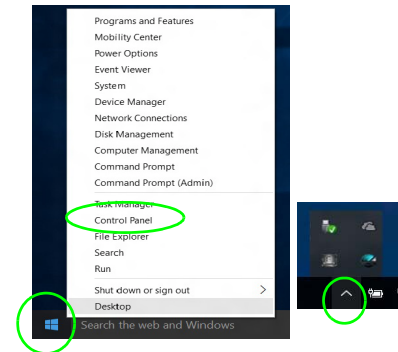 Programs and Features
Mobility Center
Power Options
Event Viewer
System
Device Manager
Network Connections
Disk Management
Computer Management
Command Prompt
Command Prompt (Admin)
Task Manager
Control Panel
File Explorer
Search
Run
Shut down or sign out
Desktop
Search the web and Windows